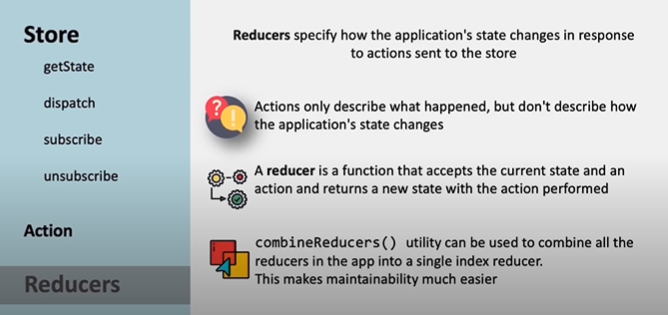 Store
getState
dispatch
subscribe
unsubscribe
Action
Reducers
Reducers specify how the application's state changes in response
to actions sent to the store
Actions only describe what happened, but don't describe how
the application's state changes
A reducer is a function that accepts the current state and an
action and returns a new state with the action performed
combineReducers() utility can be used to combine all the
reducers in the app into a single index reducer.
This makes maintainability much easier